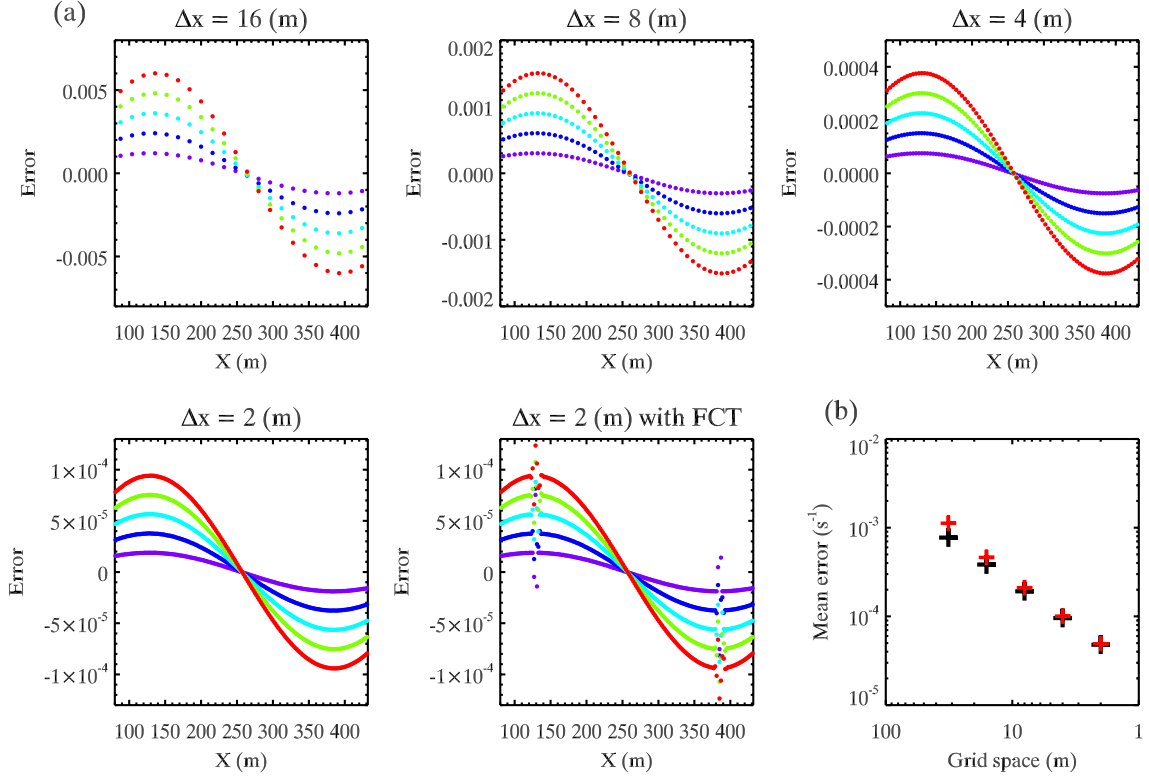 (a)
Δx = 16 (m)
Δx = 8 (m)
Δx = 4 (m)
Error
0.005
0.000
-0.005
100 150 200 250 300 350 400
X (m)
Error
0.002
0.001
0.000
-0.001
-0.002
100 150 200 250 300 350 400
X (m)
Error
0.0004
0.0002
0.0000
-0.0002
-0.0004
100 150 200 250 300 350 400
X (m)
Δx = 2 (m)
Δx = 2 (m) with FCT
(b)
Error
1×10⁻⁴
5×10⁻⁵
0
-5×10⁻⁵
-1×10⁻⁴
100 150 200 250 300 350 400
X (m)
Error
1×10⁻⁴
5×10⁻⁵
0
-5×10⁻⁵
-1×10⁻⁴
100 150 200 250 300 350 400
X (m)
Mean error (s⁻¹)
10⁻²
10⁻³
10⁻⁴
10⁻⁵
100 10 1
Grid space (m)